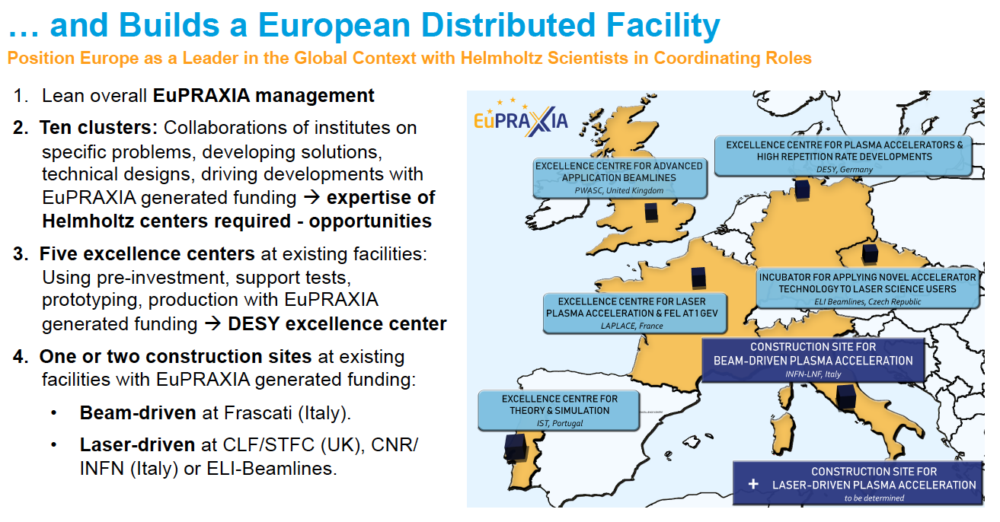 … and Builds a European Distributed Facility
Position Europe as a Leader in the Global Context with Helmholtz Scientists in Coordinating Roles
1. Lean overall EuPRAXIA management
2. Ten clusters: Collaborations of institutes on
specific problems, developing solutions,
technical designs, driving developments with
EuPRAXIA generated funding → expertise of
Helmholtz centers required - opportunities
3. Five excellence centers at existing facilities:
Using pre-investment, support tests,
prototyping, production with EuPRAXIA
generated funding → DESY excellence center
4. One or two construction sites at existing
facilities with EuPRAXIA generated funding:
• Beam-driven at Frascati (Italy).
• Laser-driven at CLF/STFC (UK), CNR/
INFN (Italy) or ELI-Beamlines.
EuPRAXIA
EXCELLENCE CENTRE FOR PLASMA ACCELERATORS &
HIGH REPETITION RATE DEVELOPMENTS
DESY, Germany
EXCELLENCE CENTRE FOR ADVANCED
APPLICATION BEAMLINES
PWASC, United Kingdom
INCUBATOR FOR APPLYING NOVEL ACCELERATOR
TECHNOLOGY TO LASER SCIENCE USERS
ELI Beamlines, Czech Republic
EXCELLENCE CENTRE FOR LASER
PLASMA ACCELERATION & FEL AT 1 GEV
LAPLACE, France
CONSTRUCTION SITE FOR
BEAM-DRIVEN PLASMA ACCELERATION
INFN-LNF, Italy
EXCELLENCE CENTRE FOR
THEORY & SIMULATION
IST, Portugal
+ CONSTRUCTION SITE FOR
LASER-DRIVEN PLASMA ACCELERATION
to be determined